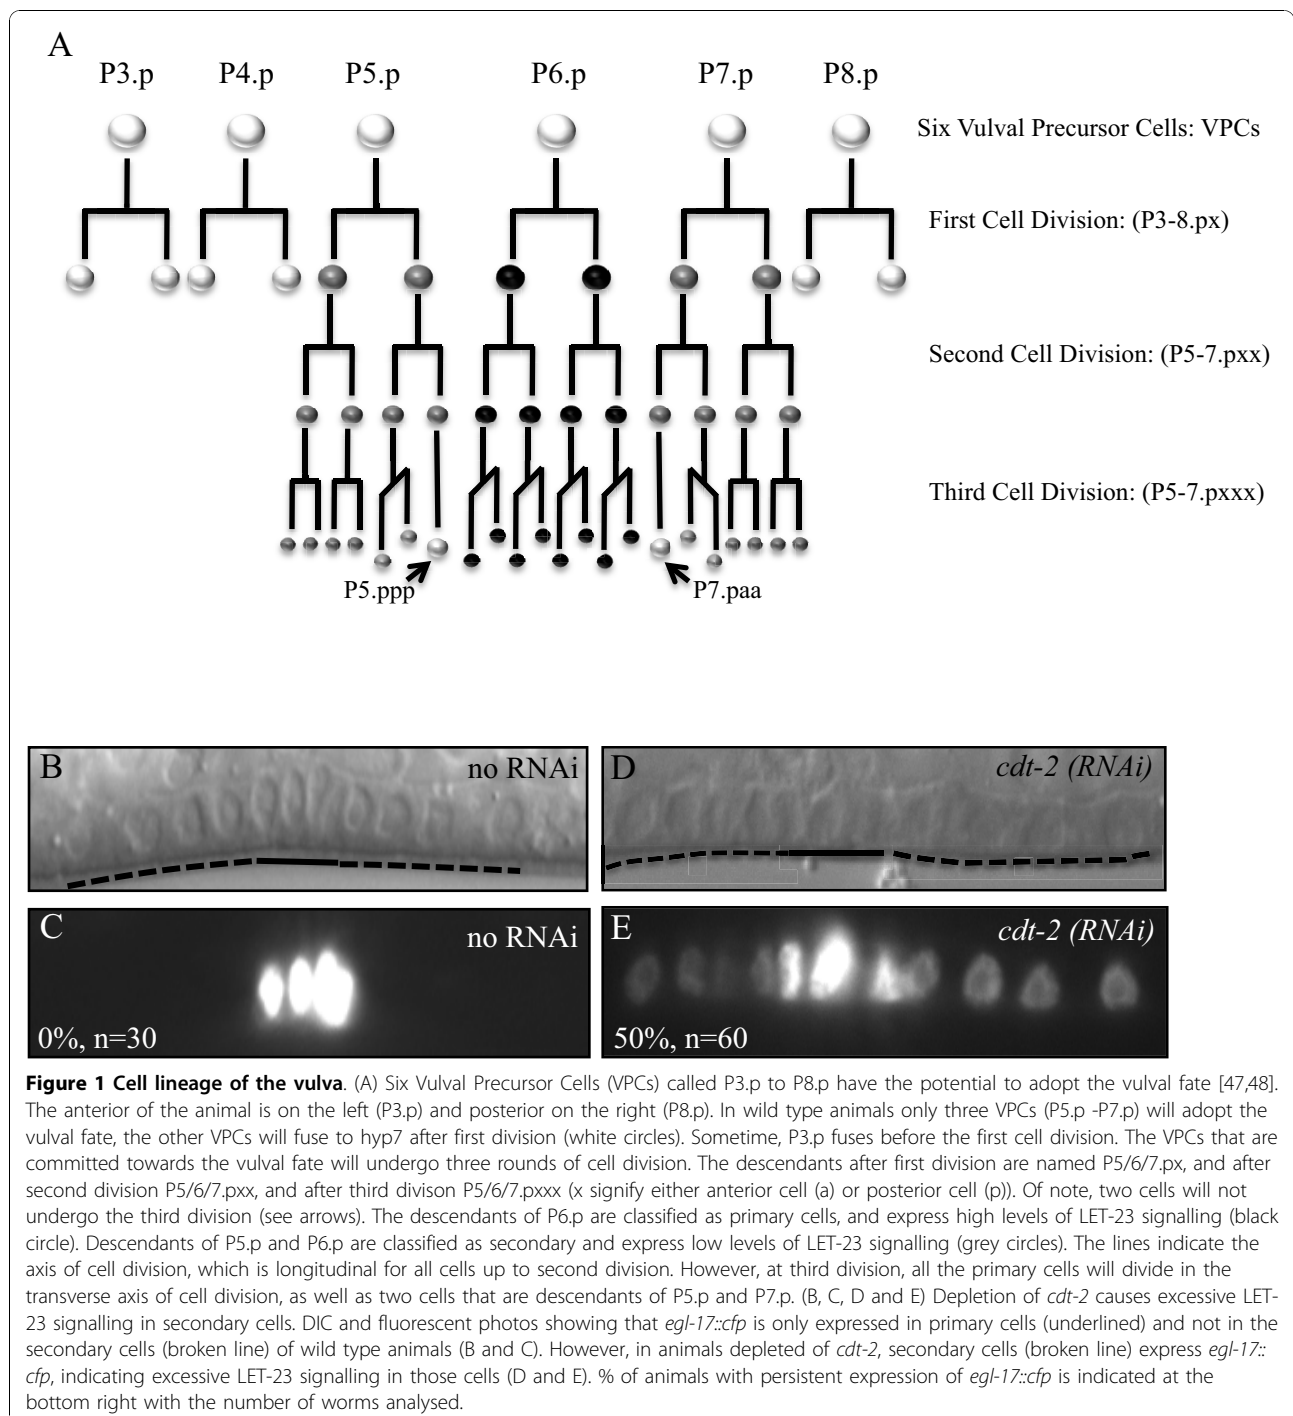 A
P3.p P4.p P5.p P6.p P7.p P8.p
Six Vulval Precursor Cells: VPCs
First Cell Division: (P3-8.px)
Second Cell Division: (P5-7.pxx)
Third Cell Division: (P5-7.pxxx)
P5.ppp P7.paa
B no RNAi
D cdt-2 (RNAi)
C no RNAi
0%, n=30
E cdt-2 (RNAi)
50%, n=60
Figure 1 Cell lineage of the vulva. (A) Six Vulval Precursor Cells (VPCs) called P3.p to P8.p have the potential to adopt the vulval fate [47,48].
The anterior of the animal is on the left (P3.p) and posterior on the right (P8.p). In wild type animals only three VPCs (P5.p -P7.p) will adopt the
vulval fate, the other VPCs will fuse to hyp7 after first division (white circles). Sometime, P3.p fuses before the first cell division. The VPCs that are
committed towards the vulval fate will undergo three rounds of cell division. The descendants after first division are named P5/6/7.px, and after
second division P5/6/7.pxx, and after third divison P5/6/7.pxxx (x signify either anterior cell (a) or posterior cell (p)). Of note, two cells will not
undergo the third division (see arrows). The descendants of P6.p are classified as primary cells, and express high levels of LET-23 signalling (black
circle). Descendants of P5.p and P6.p are classified as secondary and express low levels of LET-23 signalling (grey circles). The lines indicate the
axis of cell division, which is longitudinal for all cells up to second division. However, at third division, all the primary cells will divide in the
transverse axis of cell division, as well as two cells that are descendants of P5.p and P7.p. (B, C, D and E) Depletion of cdt-2 causes excessive LET-
23 signalling in secondary cells. DIC and fluorescent photos showing that egl-17::cfp is only expressed in primary cells (underlined) and not in the
secondary cells (broken line) of wild type animals (B and C). However, in animals depleted of cdt-2, secondary cells (broken line) express egl-17::
cfp, indicating excessive LET-23 signalling in those cells (D and E). % of animals with persistent expression of egl-17::cfp is indicated at the
bottom right with the number of worms analysed.